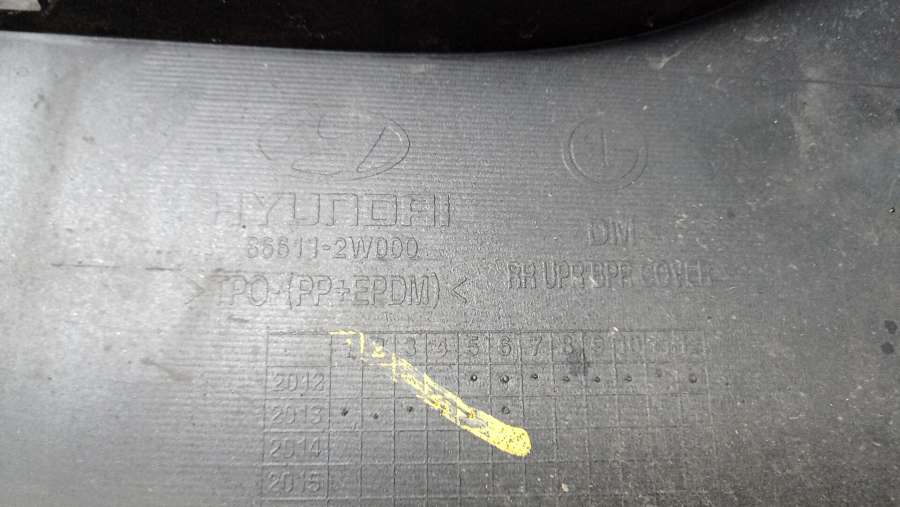 1
HYUNDAI
86611-2W000
DM
>TPO-(PP+EPDM)<
RR UPR BPR COVER
1 2 3 4 5 6 7 8 9 10 11 12
2012
2013
2014
2015